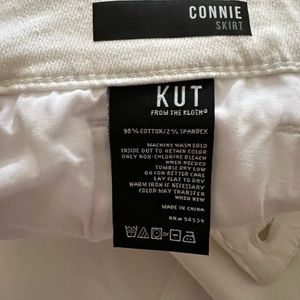 CONNIE
SKIRT
KUT
FROM THE KLOTH®
98% COTTON/2% SPANDEX
MACHINE WASH COLD
INSIDE OUT TO RETAIN COLOR
ONLY NON-CHLORINE BLEACH
WHEN NEEDED
TUMBLE DRY LOW
OR FOR BETTER CARE
LAY FLAT TO DRY
WARM IRON IF NECESSARY
COLOR MAY TRANSFER
WHEN NEW
MADE IN CHINA
RN# 58539